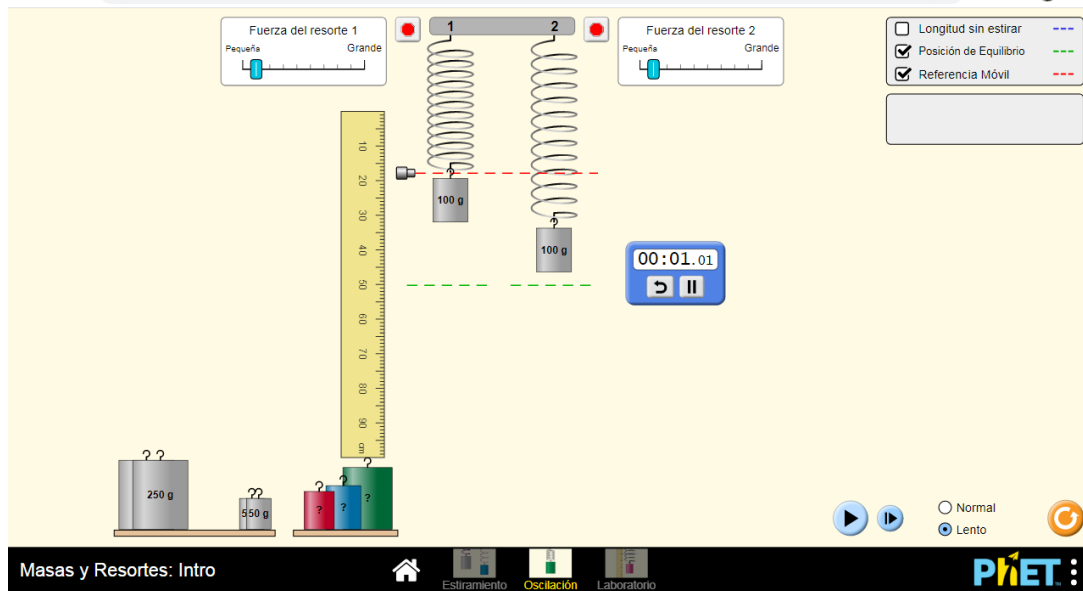 Fuerza del resorte 1
Pequeña Grande
1 2
Fuerza del resorte 2
Pequeña Grande
Longitud sin estirar
Posición de Equilibrio
Referencia Móvil
10
20
30
40
50
60
70
80
90
cm
100 g
100 g
00:01.01
250 g
550 g
?
?
?
Normal
Lento
Masas y Resortes: Intro
Estiramiento
Oscilación
Laboratorio
PhET